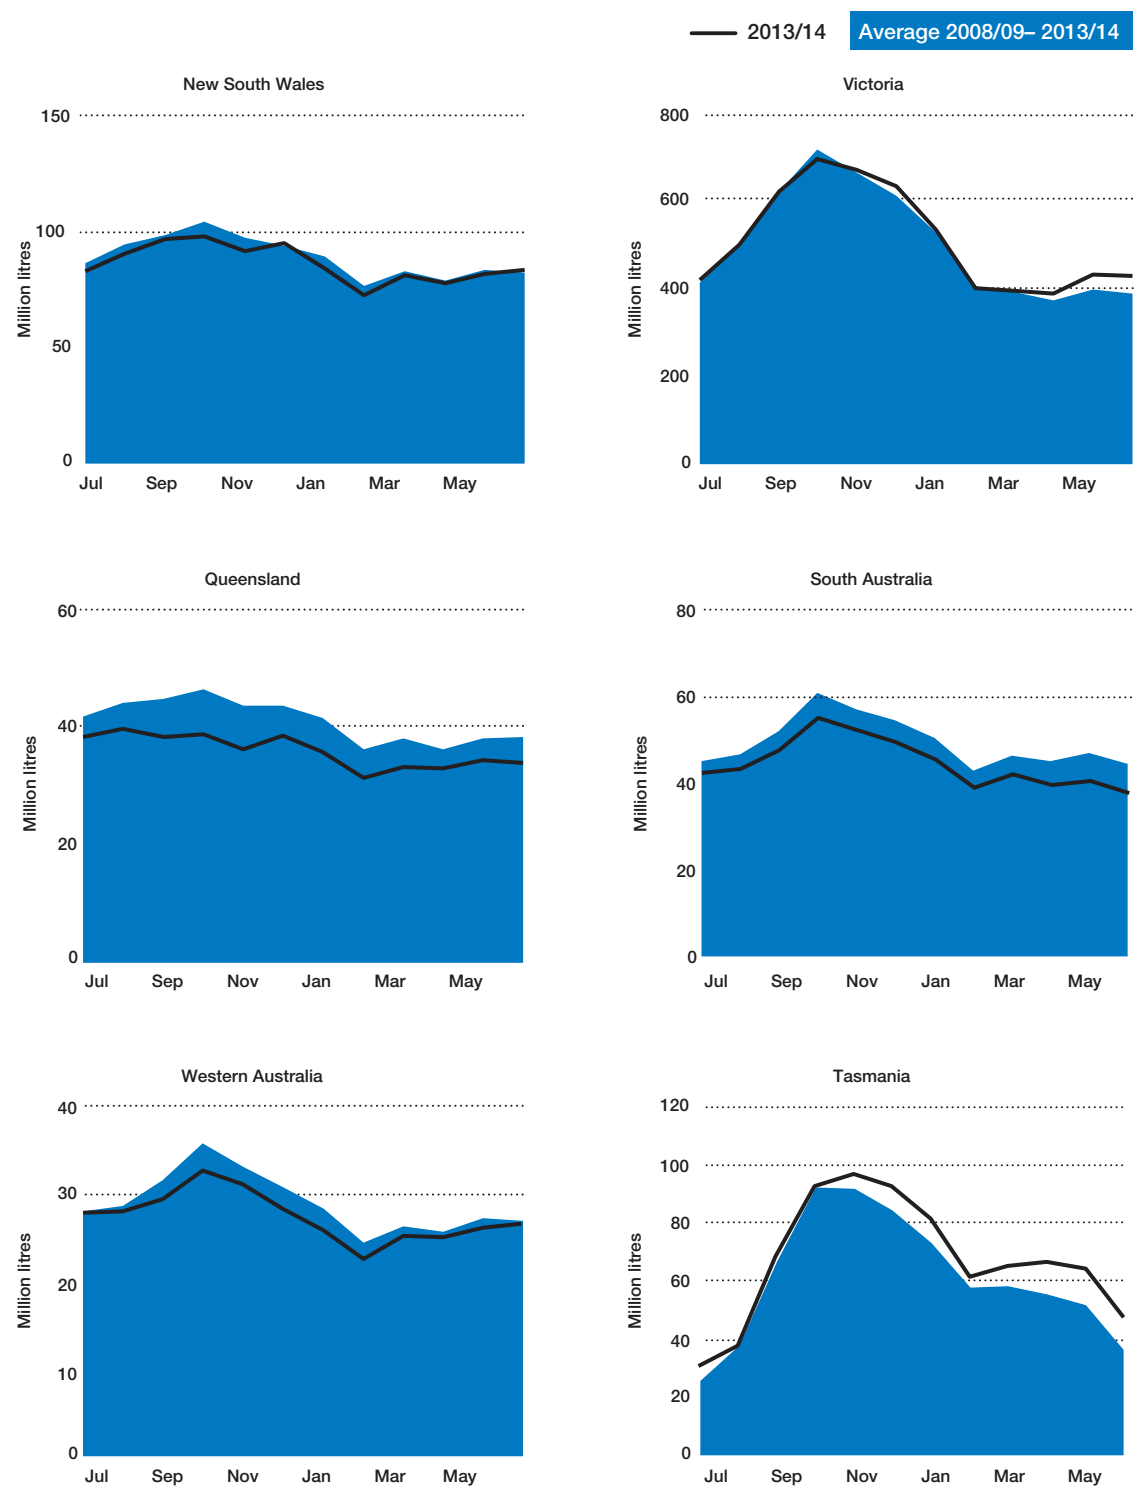 2013/14
Average 2008/09– 2013/14
New South Wales
150
100
50
0
Million litres
Jul Sep Nov Jan Mar May
Victoria
800
600
400
200
0
Million litres
Jul Sep Nov Jan Mar May
Queensland
60
40
20
0
Million litres
Jul Sep Nov Jan Mar May
South Australia
80
60
40
20
0
Million litres
Jul Sep Nov Jan Mar May
Western Australia
40
30
20
10
0
Million litres
Jul Sep Nov Jan Mar May
Tasmania
120
100
80
60
40
20
0
Million litres
Jul Sep Nov Jan Mar May